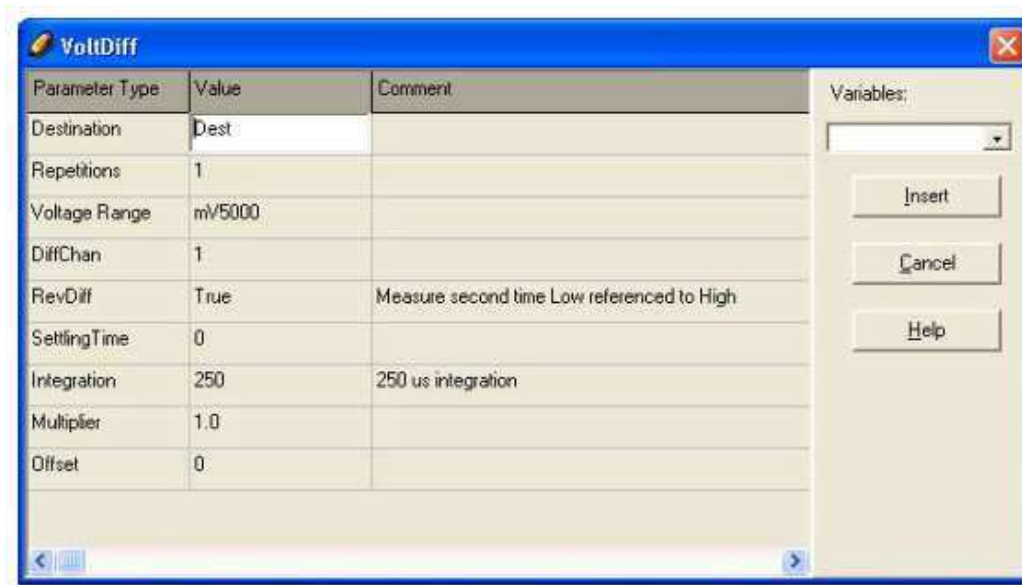 VoltDiff
Parameter Type Value Comment
Destination Dest
Repetitions 1
Voltage Range mV5000
DiffChan 1
RevDiff True Measure second time Low referenced to High
SettlingTime 0
Integration 250 250 us integration
Multiplier 1.0
Offset 0
Variables:
Insert
Cancel
Help